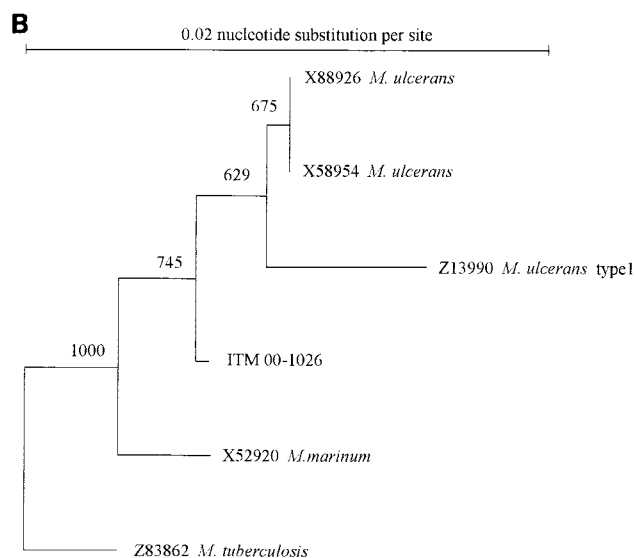 B
0.02 nucleotide substitution per site
X88926 M. ulcerans
675
X58954 M. ulcerans
629
745
Z13990 M. ulcerans type1
1000
ITM 00-1026
X52920 M.marinum
Z83862 M. tuberculosis